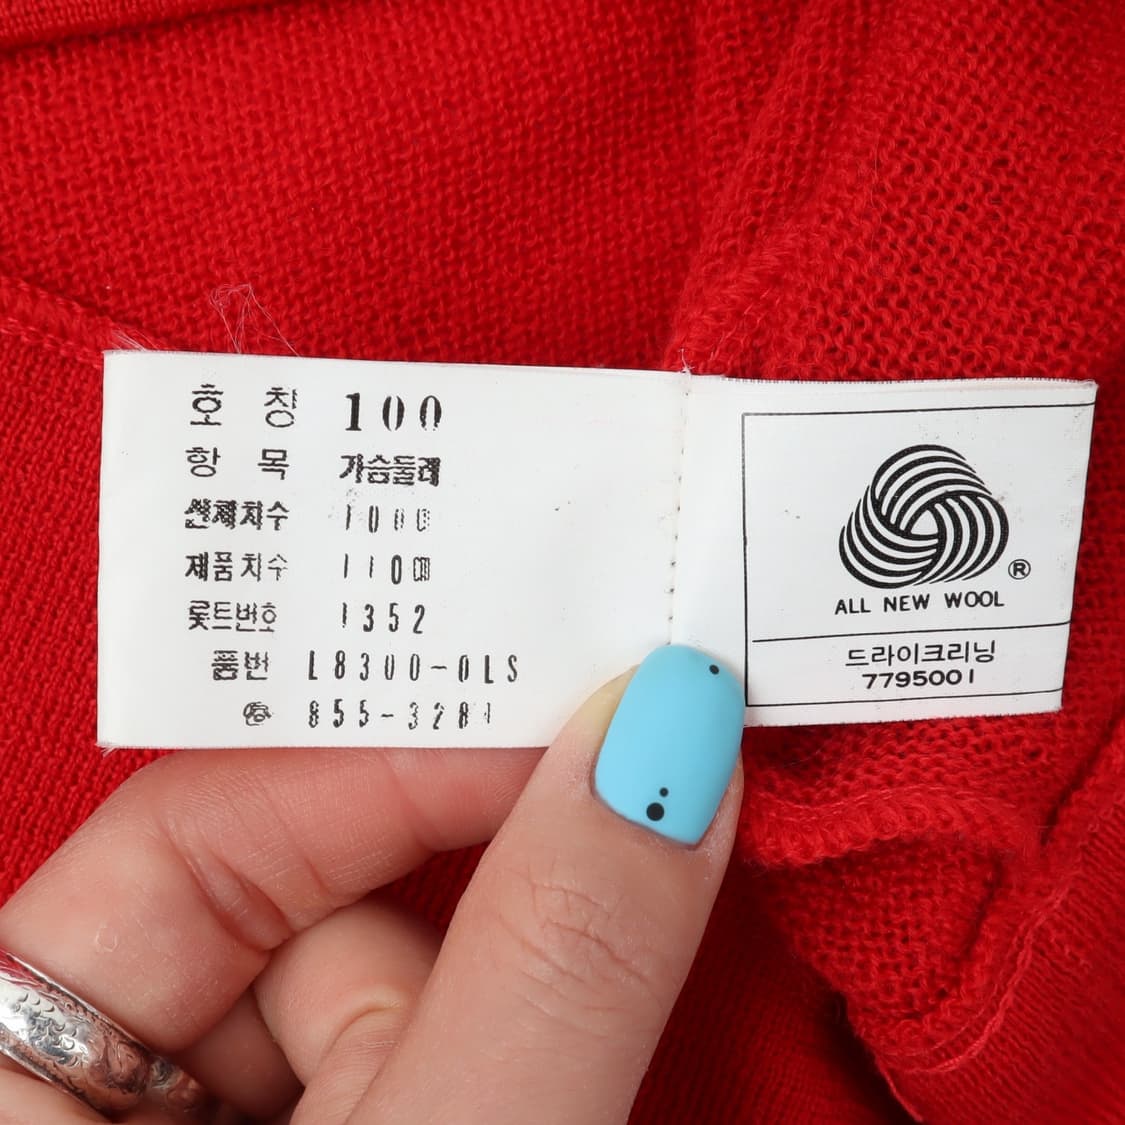 호 칭 100
항 목 가슴둘레
신체치수 100cm
제품치수 110cm
롯트번호 1352
품번 L8300-0LS
855-3281
®
ALL NEW WOOL
드라이크리닝
7795001